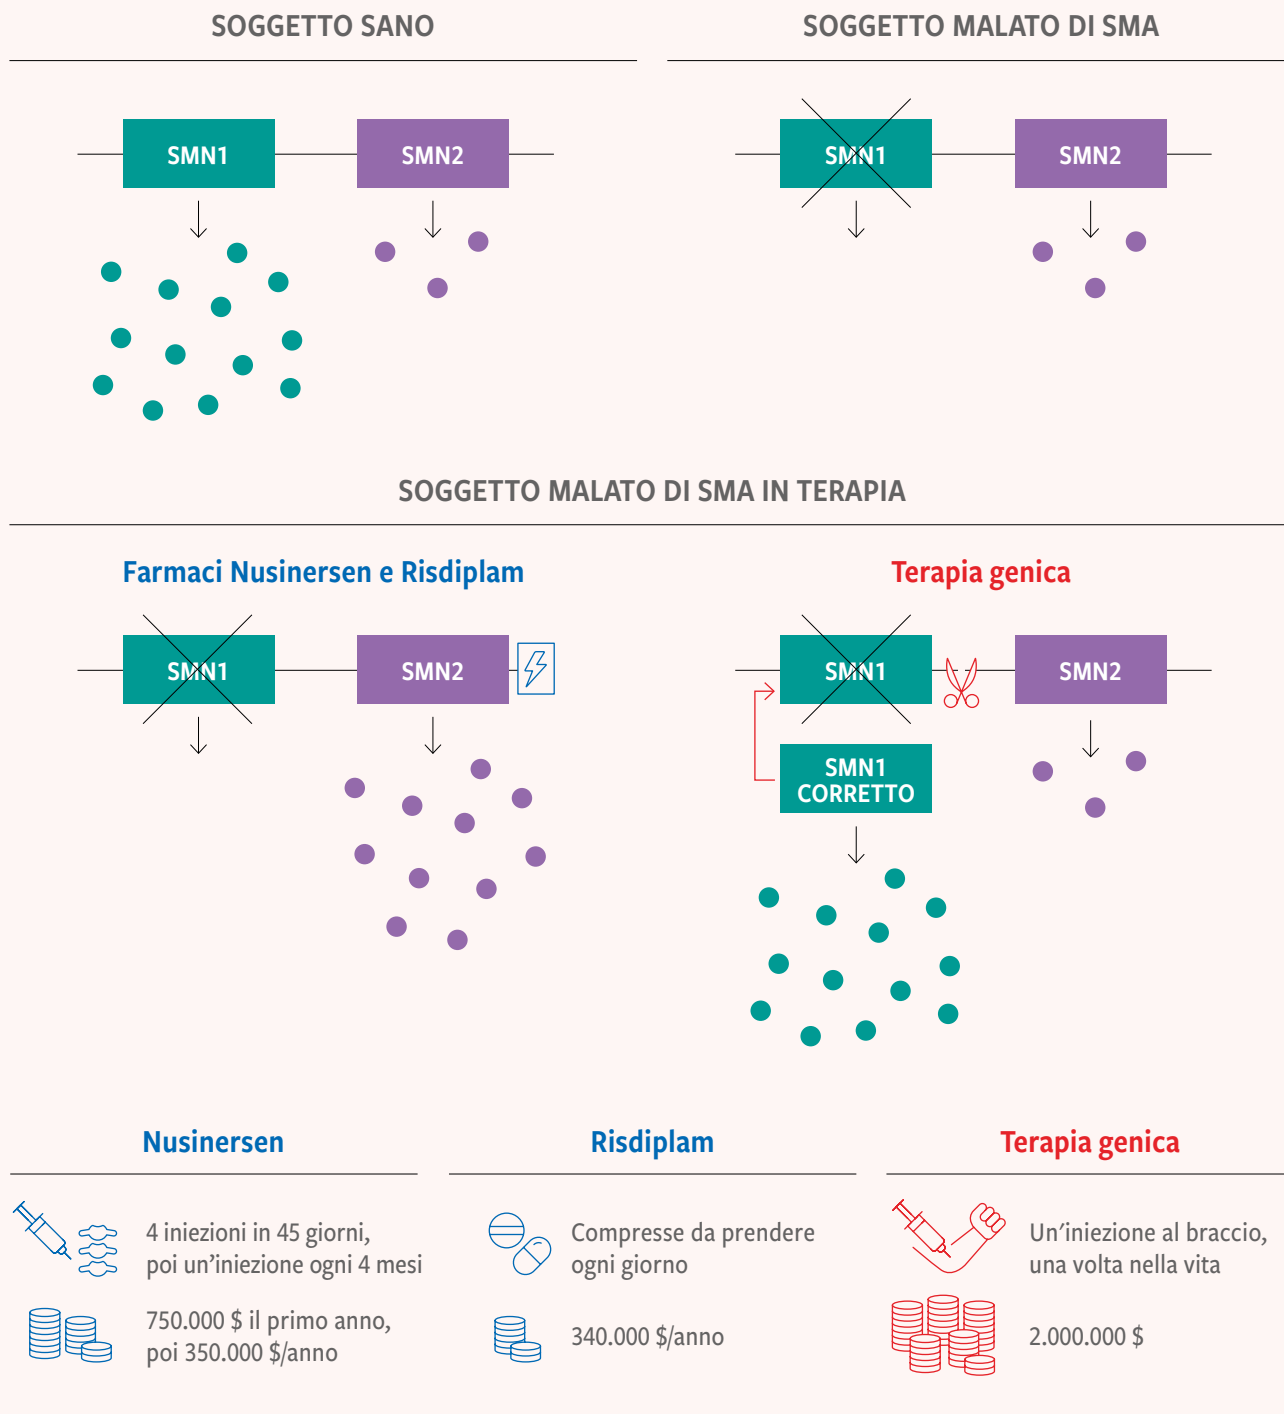 SOGGETTO SANO
SOGGETTO MALATO DI SMA
SMN1
SMN2
SMN1
SMN2
SOGGETTO MALATO DI SMA IN TERAPIA
Farmaci Nusinersen e Risdiplam
Terapia genica
SMN1
SMN2
SMN1
SMN2
SMN1
CORRETTO
Nusinersen
4 iniezioni in 45 giorni,
poi un'iniezione ogni 4 mesi
750.000 $ il primo anno,
poi 350.000 $/anno
Risdiplam
Compresse da prendere
ogni giorno
340.000 $/anno
Terapia genica
Un'iniezione al braccio,
una volta nella vita
2.000.000 $